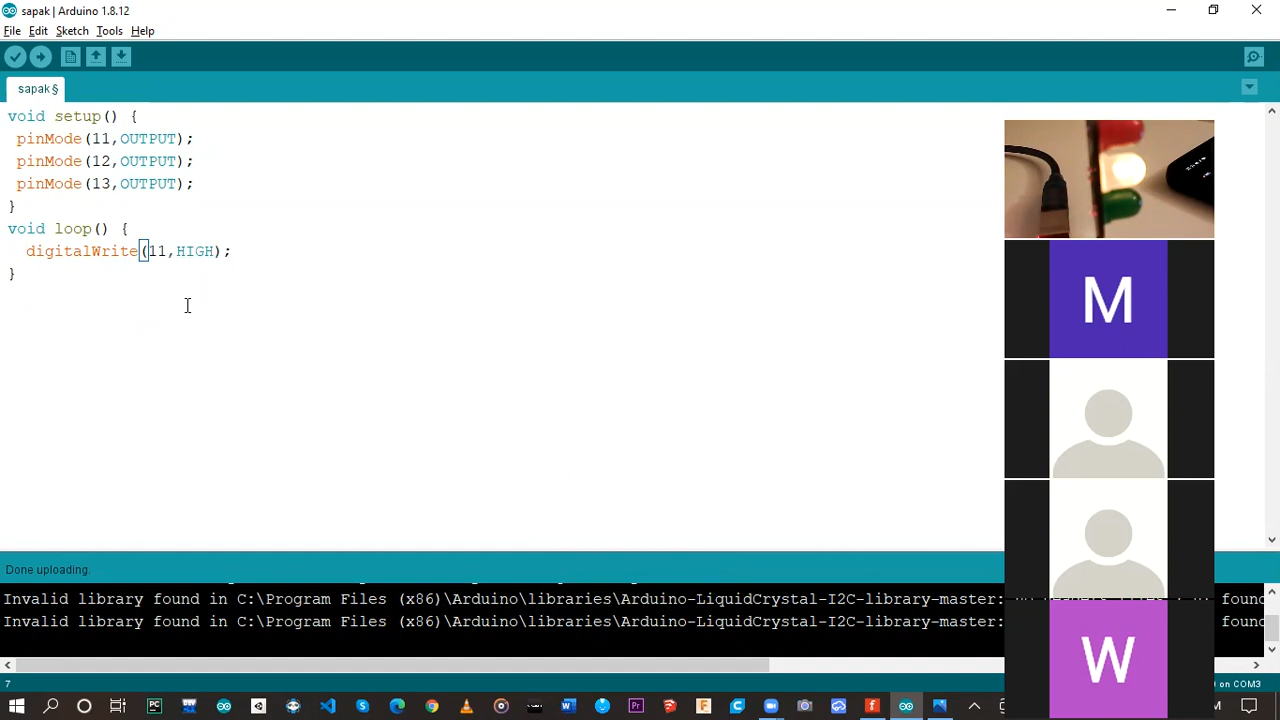 sapak | Arduino 1.8.12
File Edit Sketch Tools Help
sapak §
void setup() {
pinMode(11,OUTPUT);
pinMode(12,OUTPUT);
pinMode(13,OUTPUT);
}
void loop() {
digitalWrite(11,HIGH);
}
M
W
Done uploading.
Invalid library found in C:\Program Files (x86)\Arduino\libraries\Arduino-LiquidCrystal-I2C-library-master: found
Invalid library found in C:\Program Files (x86)\Arduino\libraries\Arduino-LiquidCrystal-I2C-library-master: found
7 on COM3